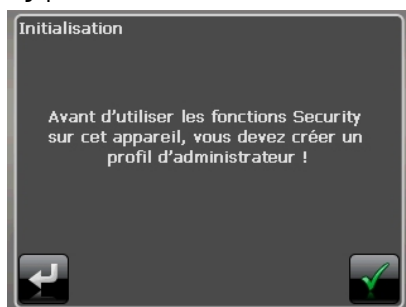 Initialisation
Avant d'utiliser les fonctions Security
sur cet appareil, vous devez créer un
profil d'administrateur !